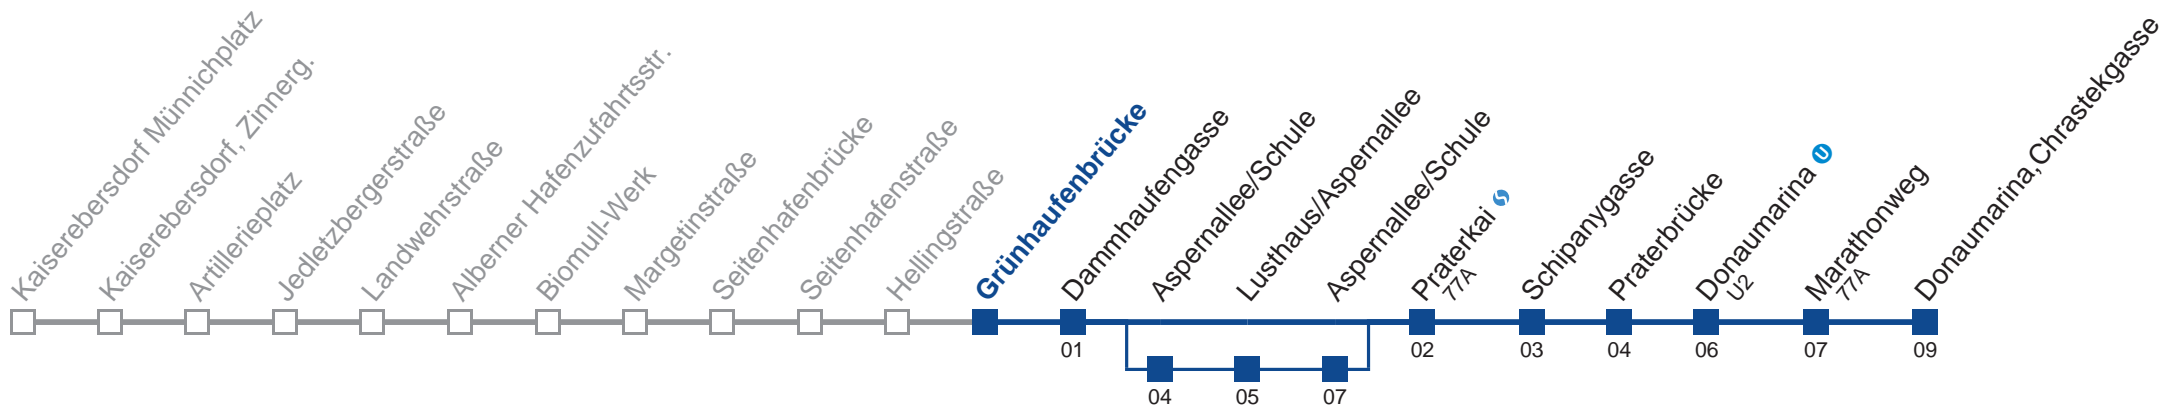 Kaiserebersdorf Münnichplatz
Kaiserebersdorf, Zinnerg.
Artillerieplatz
Jedletzbergerstraße
Landwehrstraße
Alberner Hafenzufahrtsstr.
Biomull-Werk
Margetinstraße
Seitenhafenbrücke
Seitenhafenstraße
Hellingstraße
Grünhaufenbrücke
Dammhaufengasse
Aspernallee/Schule
Lusthaus/Aspernallee
Aspernallee/Schule
Praterkai
77A
Schipanygasse
Praterbrücke
Donaumarina U
U2
Marathonweg
77A
Donaumarina, Chrastekgasse
01
02
03
04
06
07
09
04
05
07